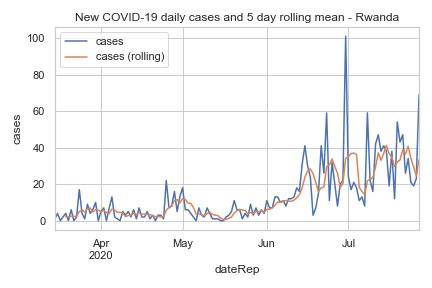 New COVID-19 daily cases and 5 day rolling mean - Rwanda
cases
cases (rolling)
100
80
60
40
20
0
cases
Apr
2020
May
Jun
Jul
dateRep